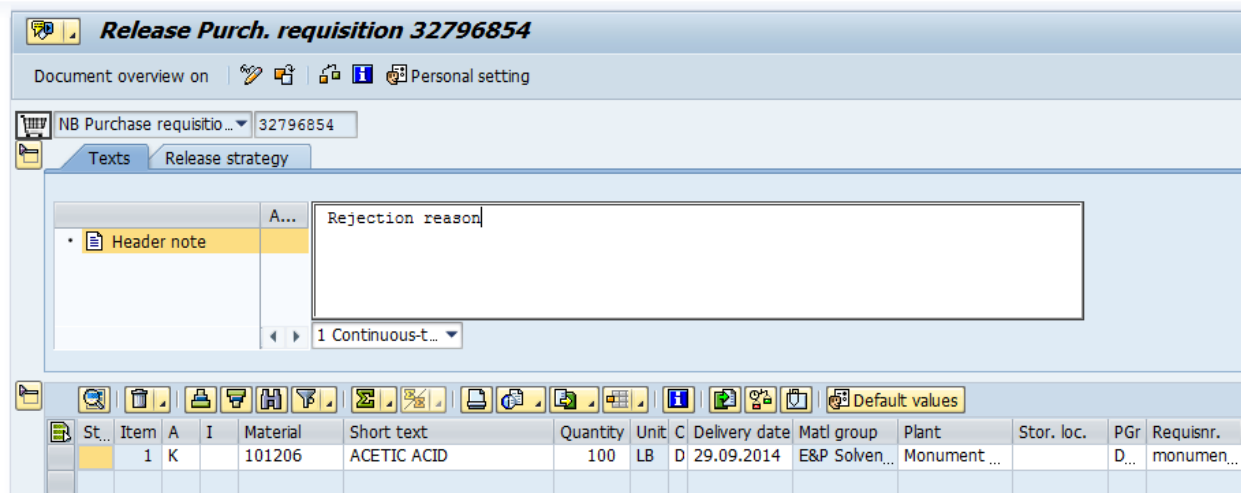 Release Purch. requisition 32796854
Document overview on Personal setting
NB Purchase requisitio... 32796854
Texts Release strategy
A... Rejection reason
Header note
1 Continuous-t...
Default values
St... Item A I Material Short text Quantity Unit C Delivery date Matl group Plant Stor. loc. PGr Requisnr.
1 K 101206 ACETIC ACID 100 LB D 29.09.2014 E&P Solven... Monument ... D... monumen...